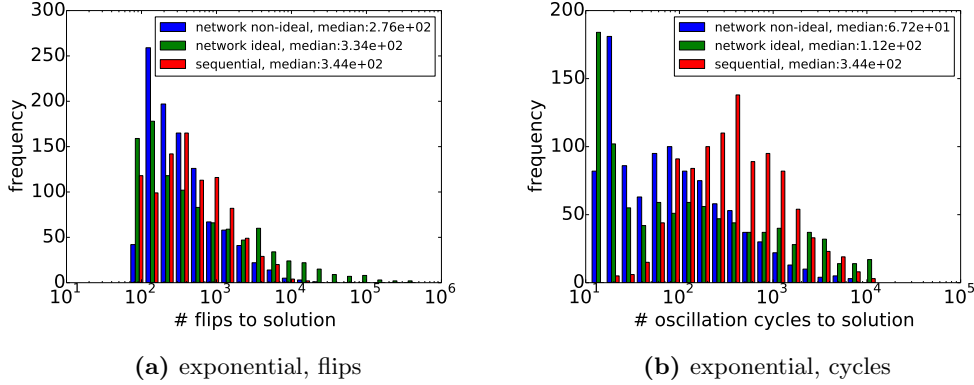 300
250
200
150
100
50
0
frequency
network non-ideal, median:2.76e+02
network ideal, median:3.34e+02
sequential, median:3.44e+02
10^1 10^2 10^3 10^4 10^5 10^6
# flips to solution
(a) exponential, flips
200
150
100
50
0
frequency
network non-ideal, median:6.72e+01
network ideal, median:1.12e+02
sequential, median:3.44e+02
10^1 10^2 10^3 10^4 10^5
# oscillation cycles to solution
(b) exponential, cycles